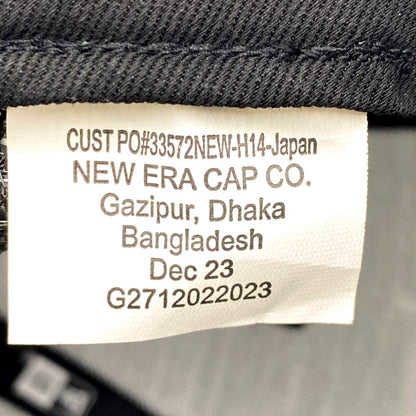 CUST PO#33572NEW-H14-Japan
NEW ERA CAP CO.
Gazipur, Dhaka
Bangladesh
Dec 23
G2712022023